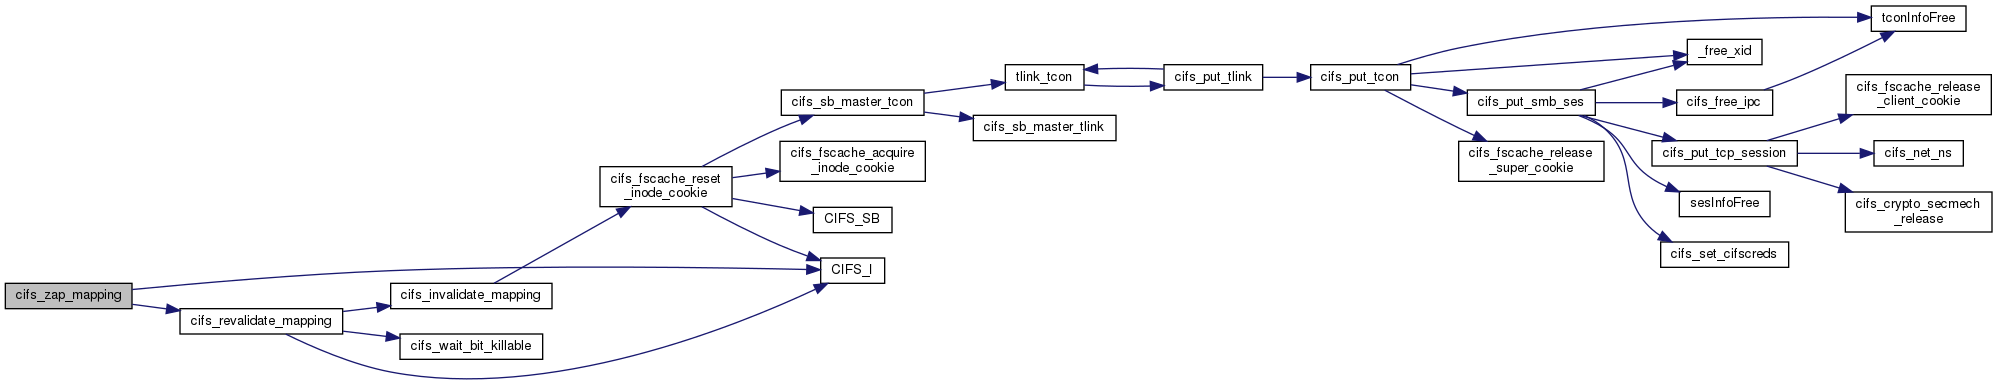 tconInfoFree
_free_xid
tlink_tcon
cifs_put_tlink
cifs_put_tcon
cifs_sb_master_tcon
cifs_put_smb_ses
cifs_free_ipc
cifs_fscache_release
_client_cookie
cifs_sb_master_tlink
cifs_fscache_acquire
_inode_cookie
cifs_fscache_release
_super_cookie
cifs_put_tcp_session
cifs_net_ns
cifs_fscache_reset
_inode_cookie
sesInfoFree
cifs_crypto_secmech
_release
CIFS_SB
cifs_set_cifscreds
CIFS_I
cifs_zap_mapping
cifs_invalidate_mapping
cifs_revalidate_mapping
cifs_wait_bit_killable